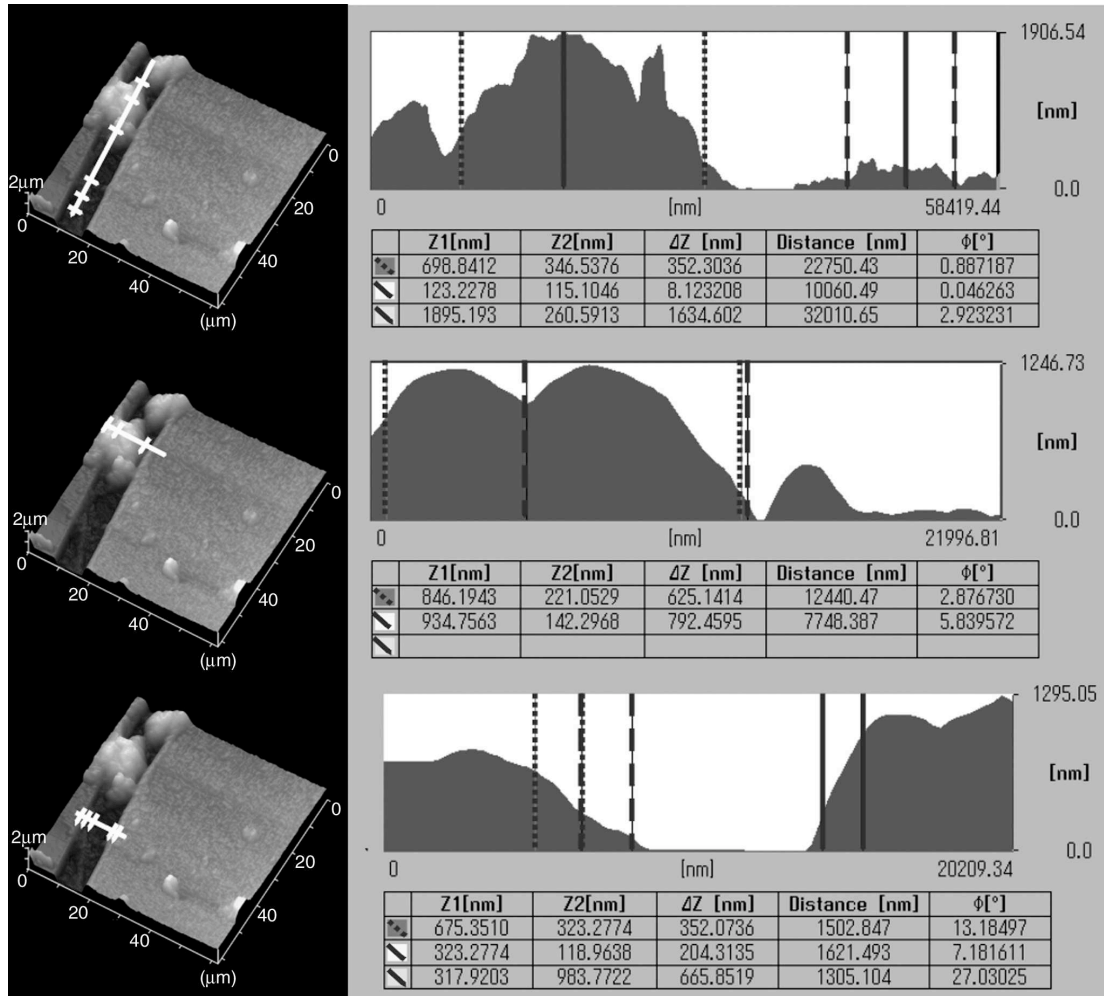 1906.54
[nm]
0.0
0 [nm] 58419.44
2μm
0
20
40
(μm)
0
20
40
Z1[nm] Z2[nm] ΔZ [nm] Distance [nm] ϕ[°]
698.8412 346.5376 352.3036 22750.43 0.887187
123.2278 115.1046 8.123208 10060.49 0.046263
1895.193 260.5913 1634.602 32010.65 2.923231
1246.73
[nm]
0.0
0 [nm] 21996.81
2μm
0
20
40
(μm)
0
20
40
Z1[nm] Z2[nm] ΔZ [nm] Distance [nm] ϕ[°]
846.1943 221.0529 625.1414 12440.47 2.876730
934.7563 142.2968 792.4595 7748.387 5.839572
1295.05
[nm]
0.0
0 [nm] 20209.34
2μm
0
20
40
(μm)
0
20
40
Z1[nm] Z2[nm] ΔZ [nm] Distance [nm] ϕ[°]
675.3510 323.2774 352.0736 1502.847 13.18497
323.2774 118.9638 204.3135 1621.493 7.181611
317.9203 983.7722 665.8519 1305.104 27.03025